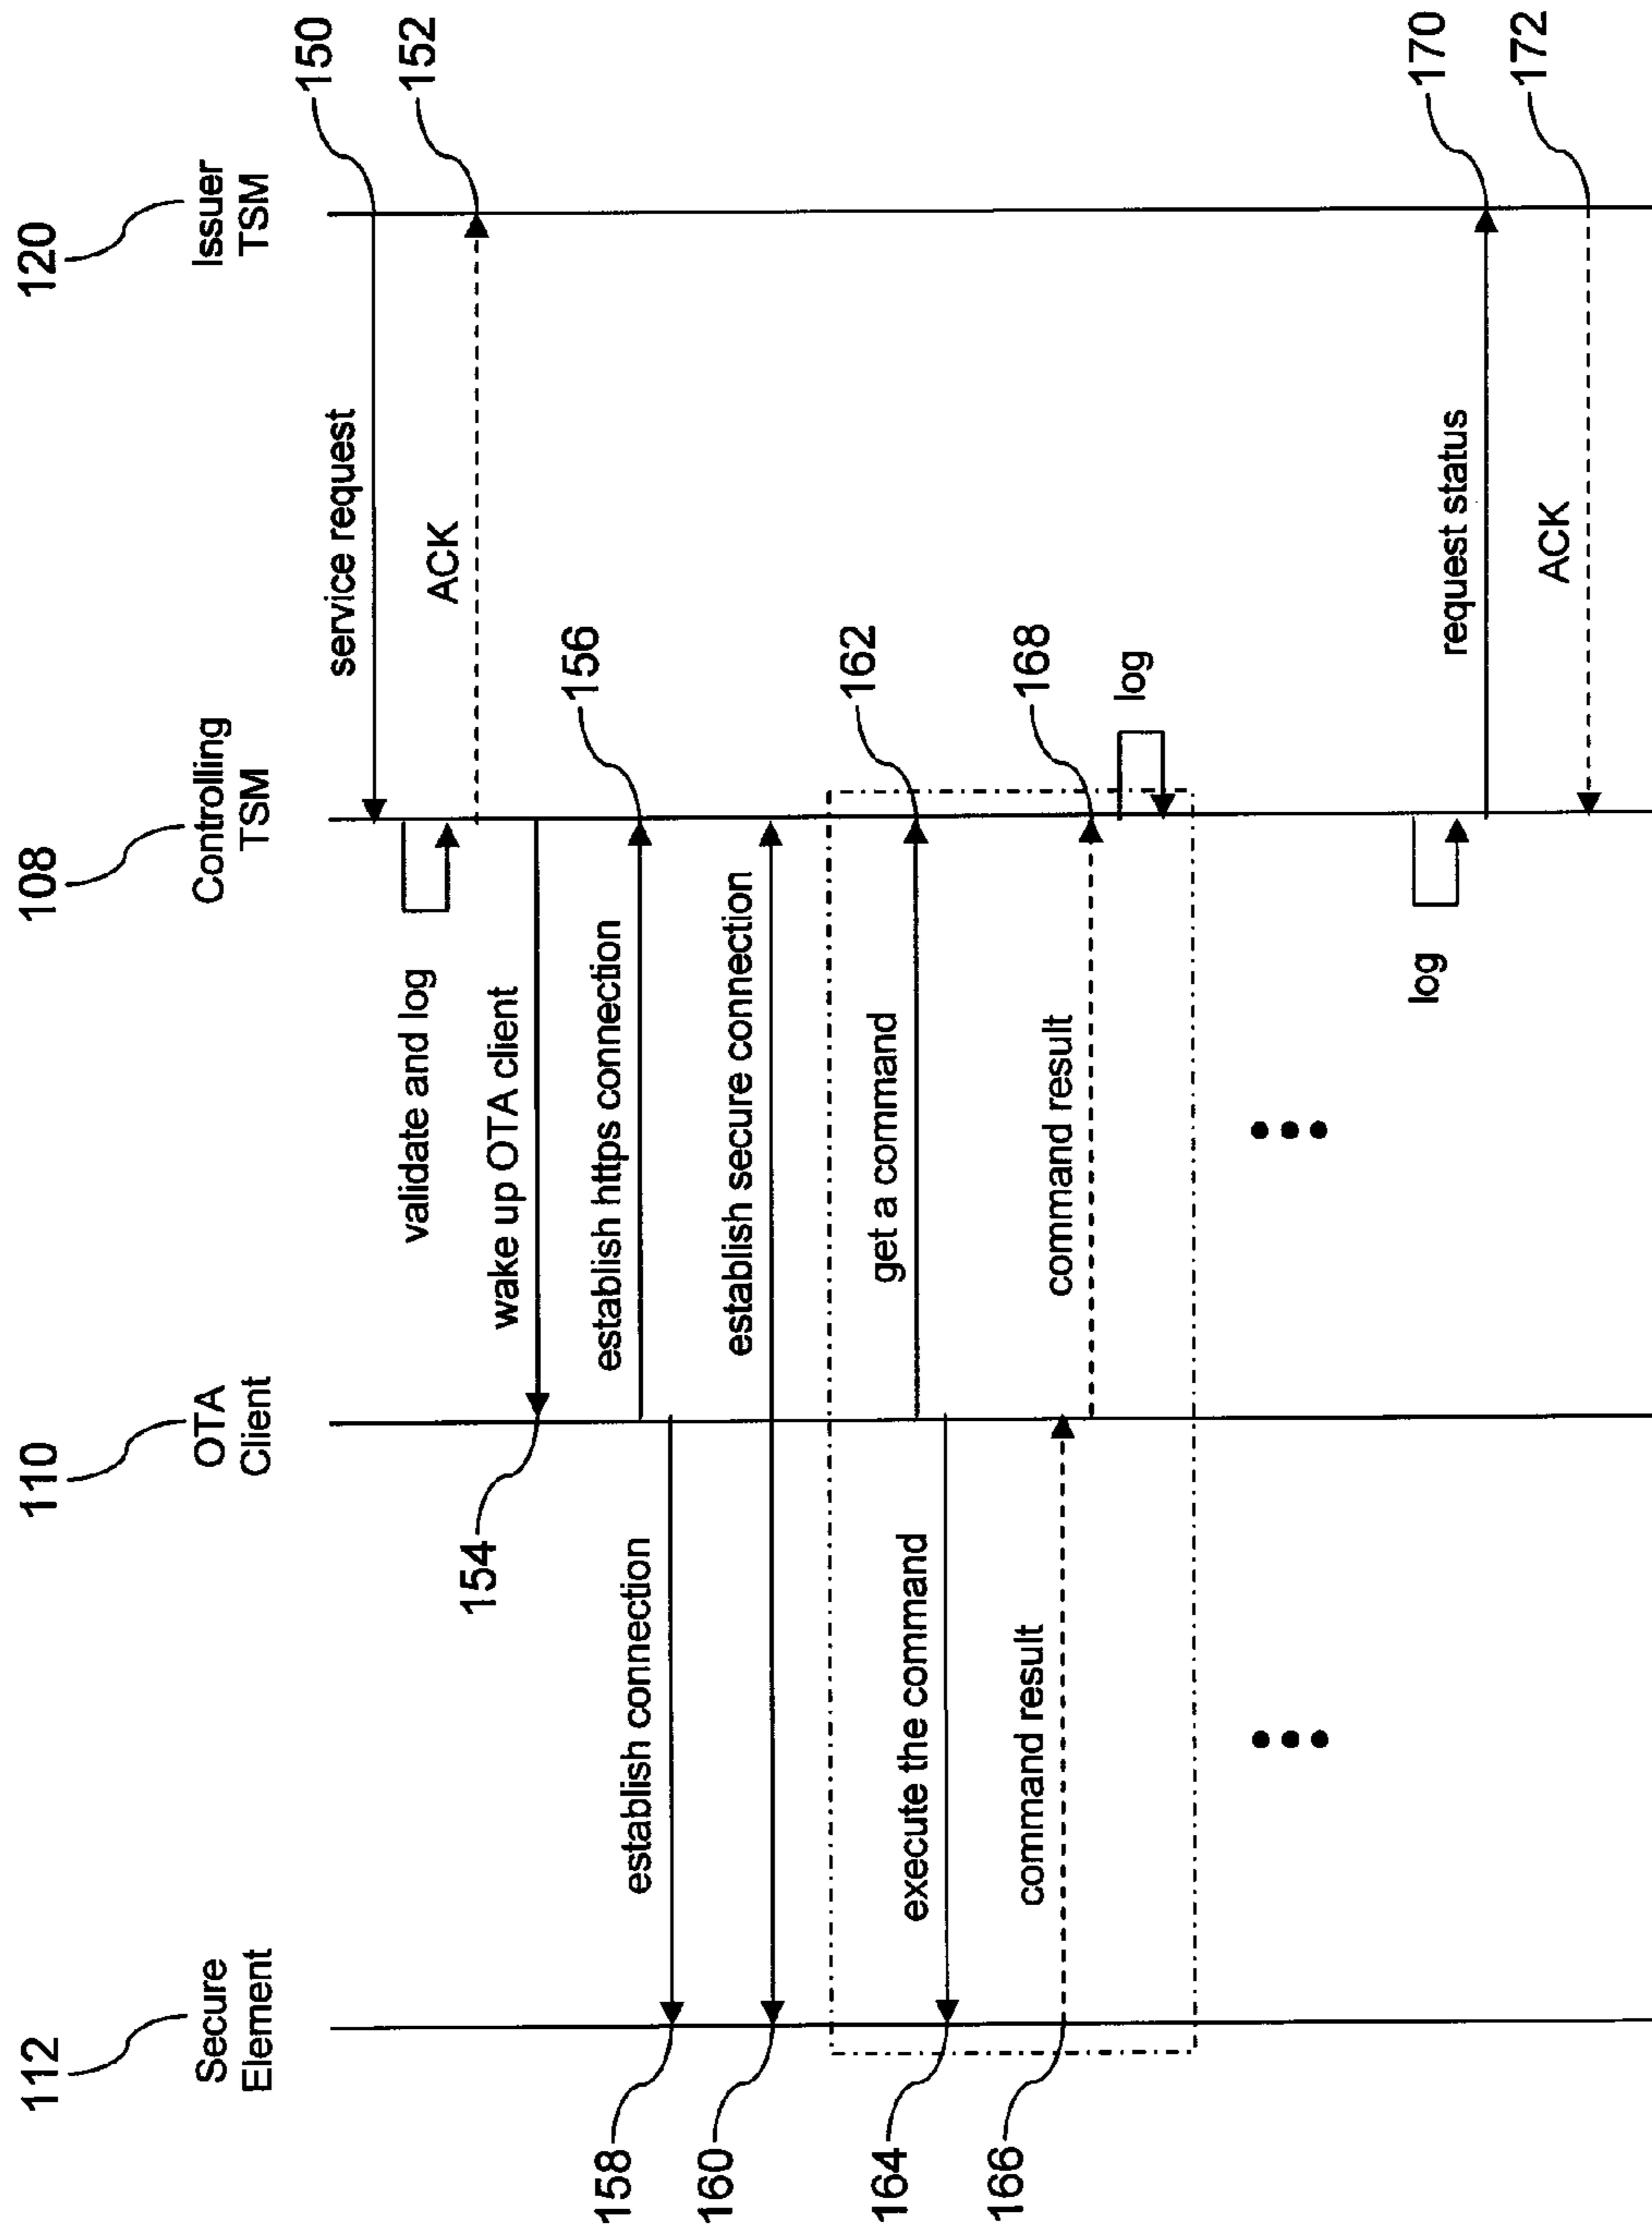 112
Secure
Element
110
OTA
Client
108
Controlling
TSM
120
Issuer
TSM
service request
150
validate and log
ACK
152
wake up OTA client
154
establish https connection
156
establish connection
158
establish secure connection
160
get a command
162
execute the command
164
command result
166
command result
168
log
log
request status
170
ACK
172